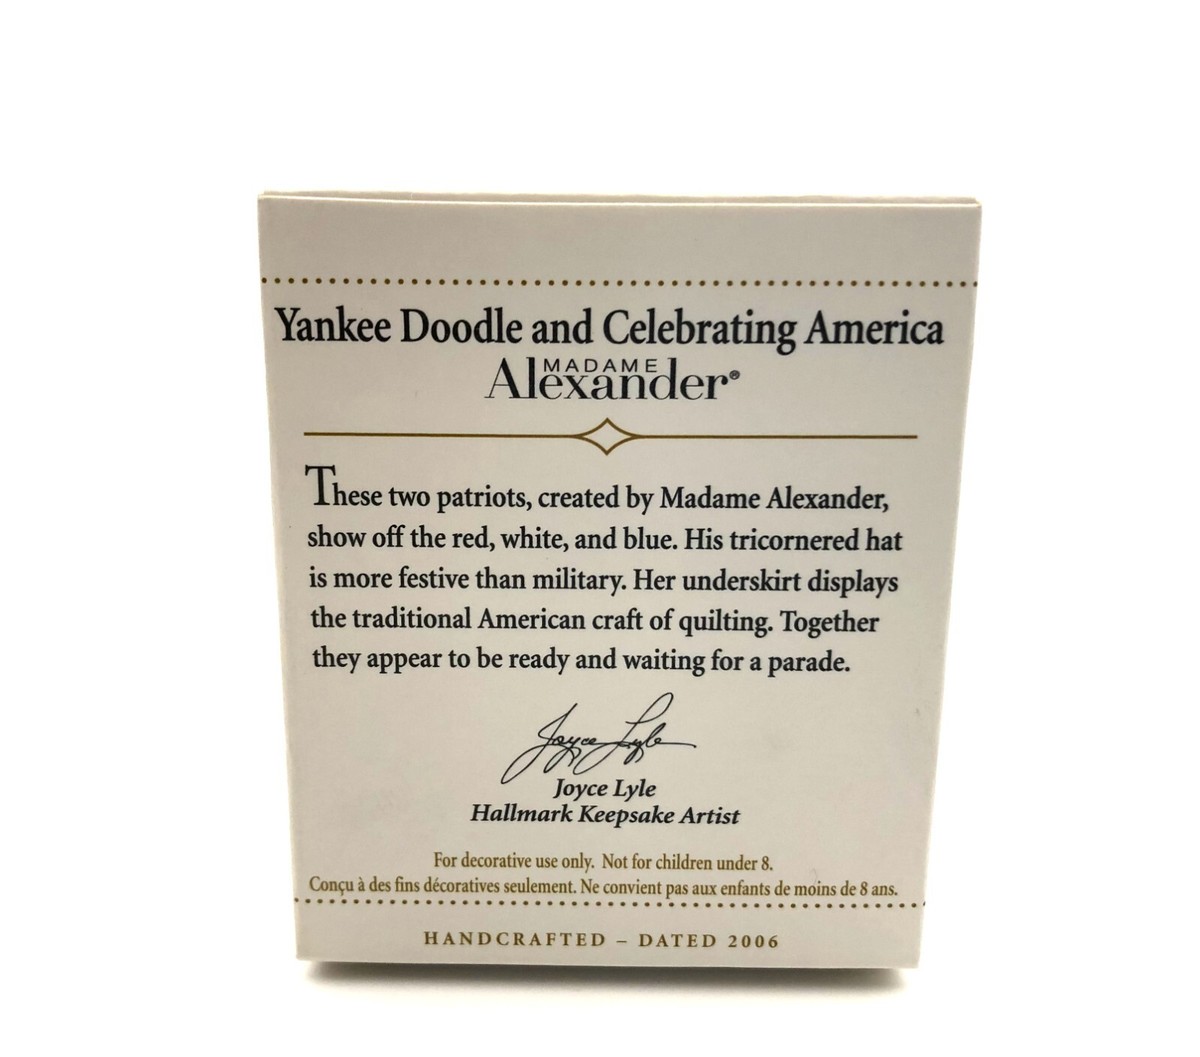 Yankee Doodle and Celebrating America
MADAME
Alexander®
These two patriots, created by Madame Alexander,
show off the red, white, and blue. His tricornered hat
is more festive than military. Her underskirt displays
the traditional American craft of quilting. Together
they appear to be ready and waiting for a parade.
Joyce Lyle
Joyce Lyle
Hallmark Keepsake Artist
For decorative use only. Not for children under 8.
Conçu à des fins décoratives seulement. Ne convient pas aux enfants de moins de 8 ans.
HANDCRAFTED – DATED 2006